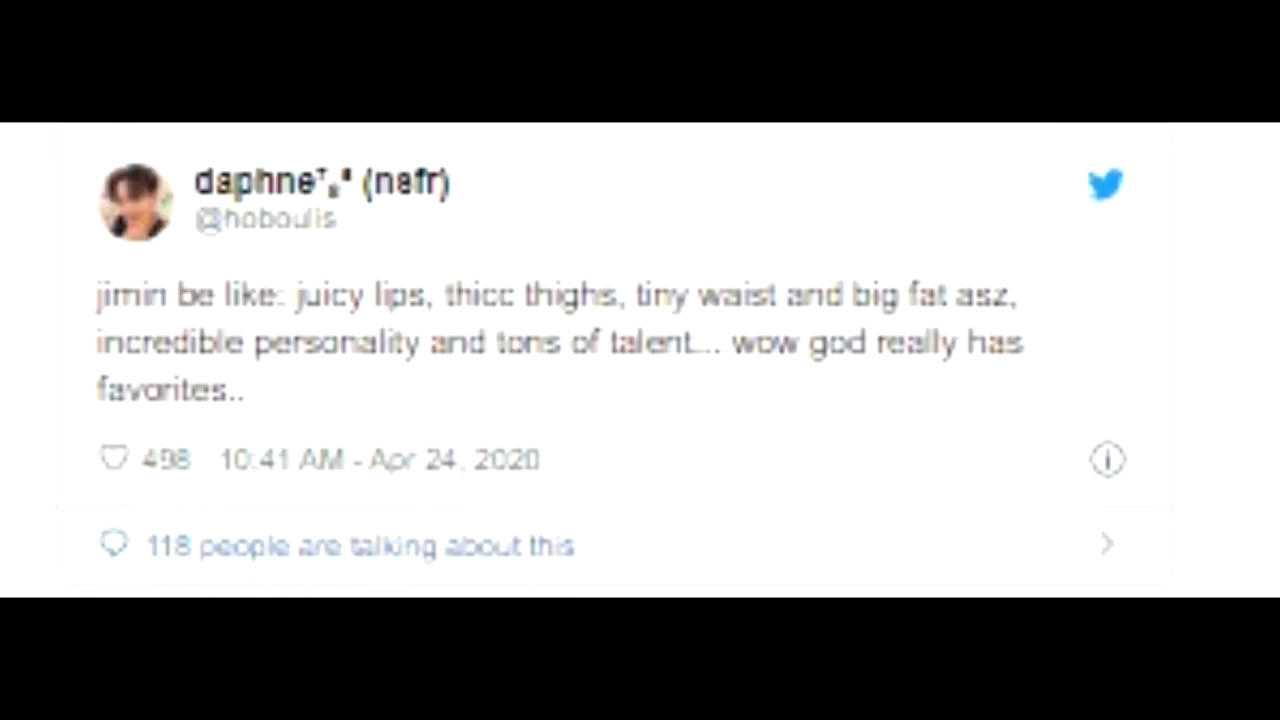 daphne⁷ (nsfr)
@hoboulis
jimin be like: juicy lips, thicc thighs, tiny waist and big fat asz,
incredible personality and tons of talent... wow god really has
favorites..
498 10:41 AM - Apr 24, 2020
118 people are talking about this